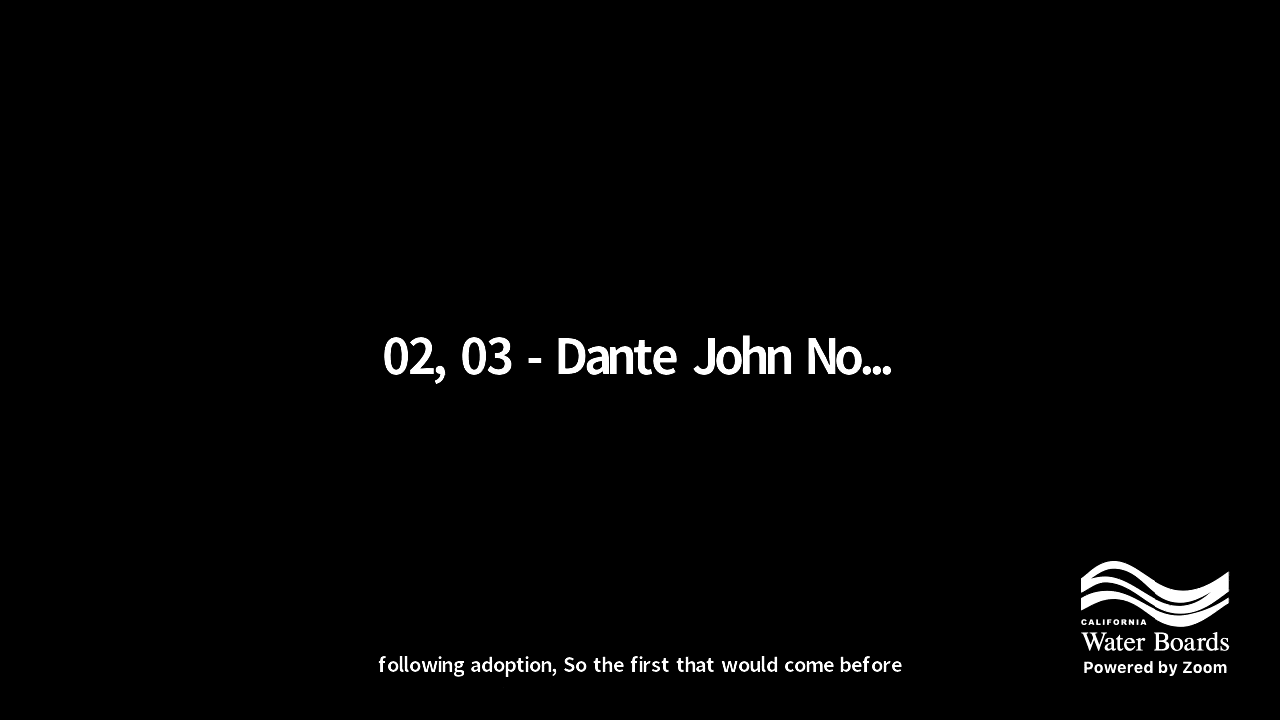 02, 03 - Dante John No...
CALIFORNIA
Water Boards
following adoption, So the first that would come before
Powered by Zoom